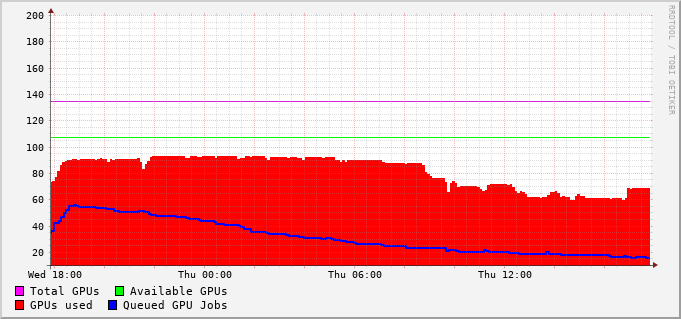 RRDTOOL / TOBI OETIKER
200
180
160
140
120
100
80
60
40
20
Wed 18:00 Thu 00:00 Thu 06:00 Thu 12:00
Total GPUs Available GPUs
GPUs used Queued GPU Jobs